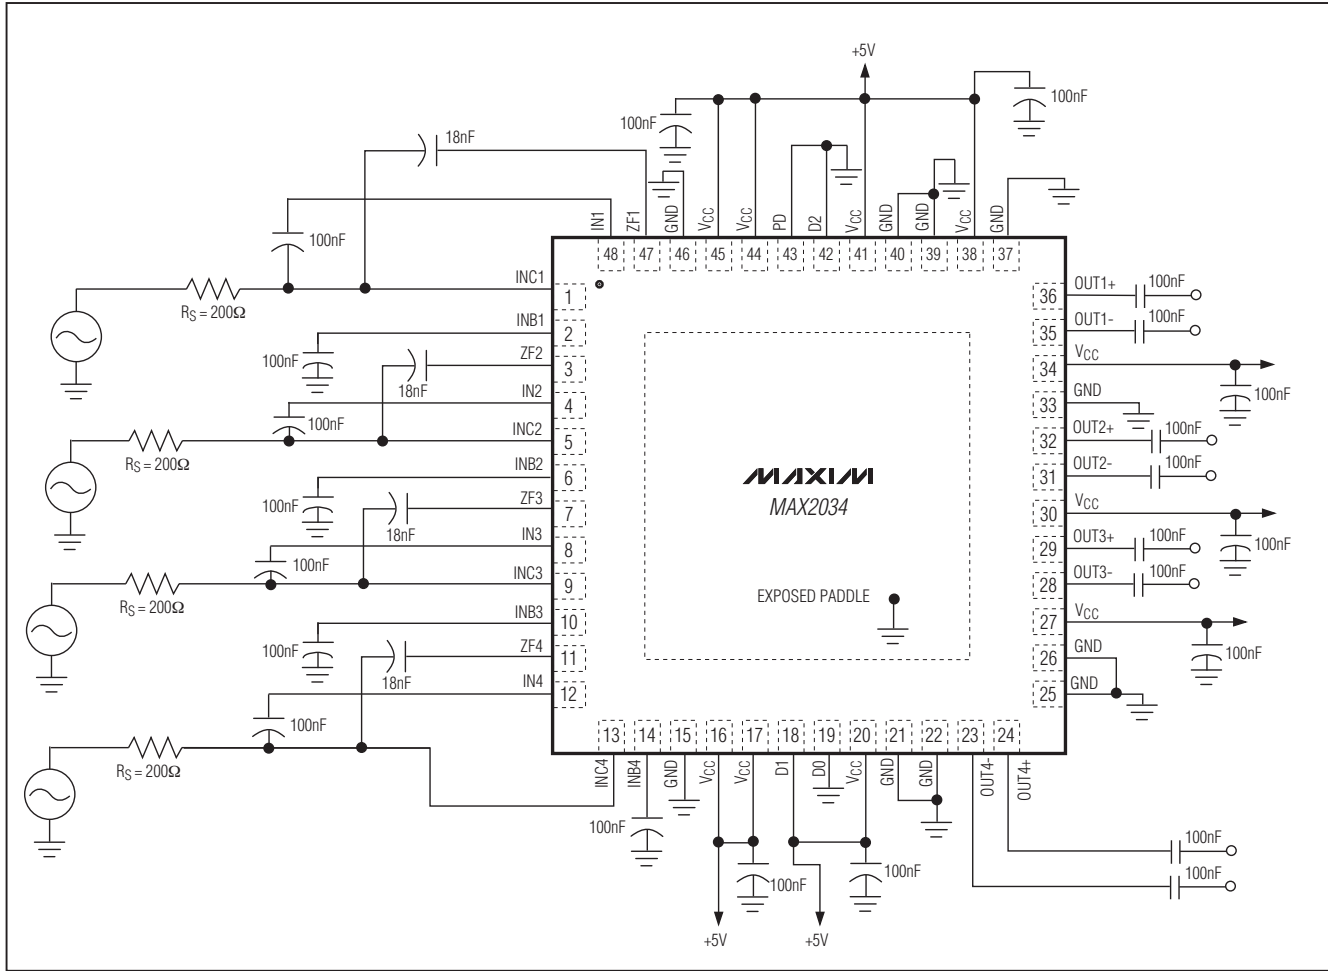 +5V
100nF
100nF
18nF
100nF
IN1
ZF1
GND
VCC
VCC
PD
D2
VCC
GND
GND
VCC
GND
48
47
46
45
44
43
42
41
40
39
38
37
INC1
1
RS = 200Ω
INB1
2
100nF
ZF2
3
18nF
IN2
4
100nF
INC2
5
RS = 200Ω
INB2
6
100nF
ZF3
7
18nF
IN3
8
100nF
INC3
9
RS = 200Ω
INB3
10
100nF
ZF4
11
18nF
IN4
12
100nF
RS = 200Ω
MAXIM
MAX2034
EXPOSED PADDLE
36
OUT1+
100nF
35
OUT1-
100nF
34
VCC
100nF
33
GND
32
OUT2+
100nF
31
OUT2-
100nF
30
VCC
100nF
29
OUT3+
100nF
28
OUT3-
100nF
27
VCC
100nF
26
GND
25
GND
13
14
15
16
17
18
19
20
21
22
23
24
INC4
INB4
GND
VCC
VCC
D1
D0
VCC
GND
GND
OUT4-
OUT4+
100nF
100nF
100nF
100nF
100nF
+5V
+5V